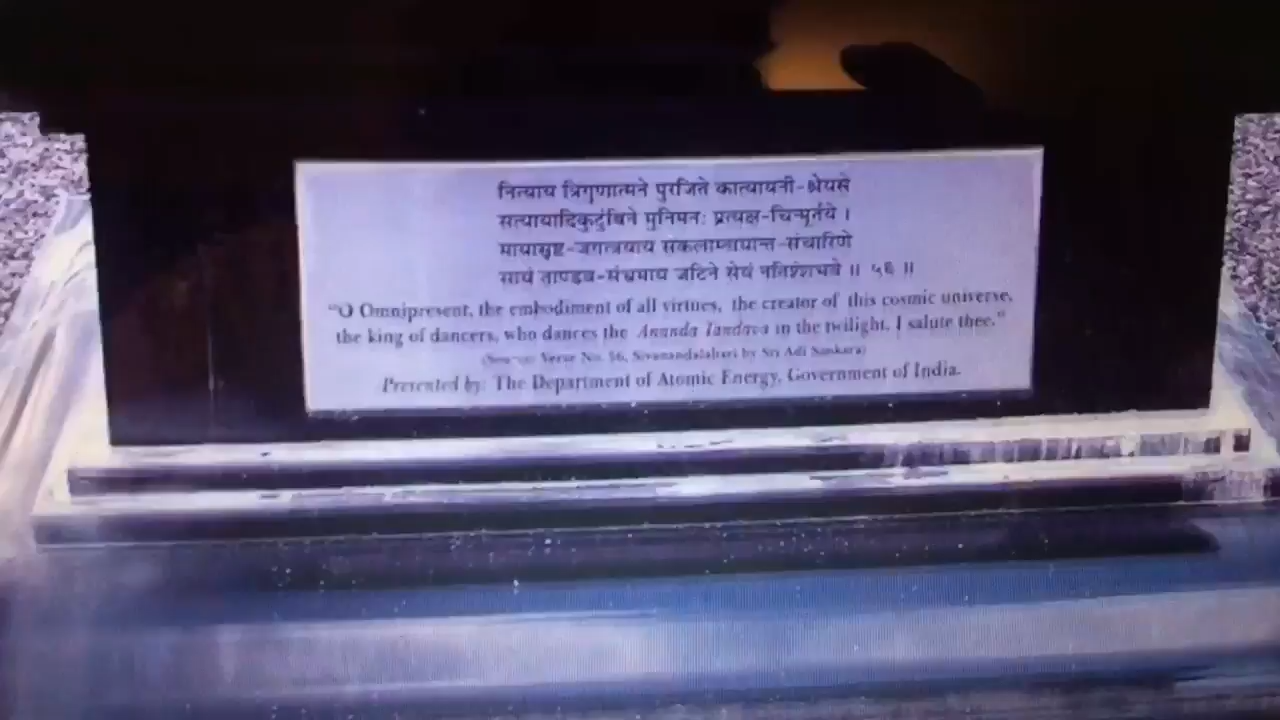 नित्याय त्रिगुणात्मने पुरजिते कात्यायनी-श्रेयसे
सत्यायादिकुटुंबिने मुनिमनः प्रत्यक्ष-चिन्मूर्तये ।
मायासृष्ट-जगत्त्रयाय सकलाम्नायान्त-संचारिणे
सायं ताण्डव-संभ्रमाय जटिने सेयं नतिश्शंभवे ॥ ५६ ॥
"O Omnipresent, the embodiment of all virtues, the creator of this cosmic universe,
the king of dancers, who dances the Ananda Tandava in the twilight, I salute thee."
(Source: Verse No. 56, Sivanandalahari by Sri Adi Sankara)
Presented by: The Department of Atomic Energy, Government of India.